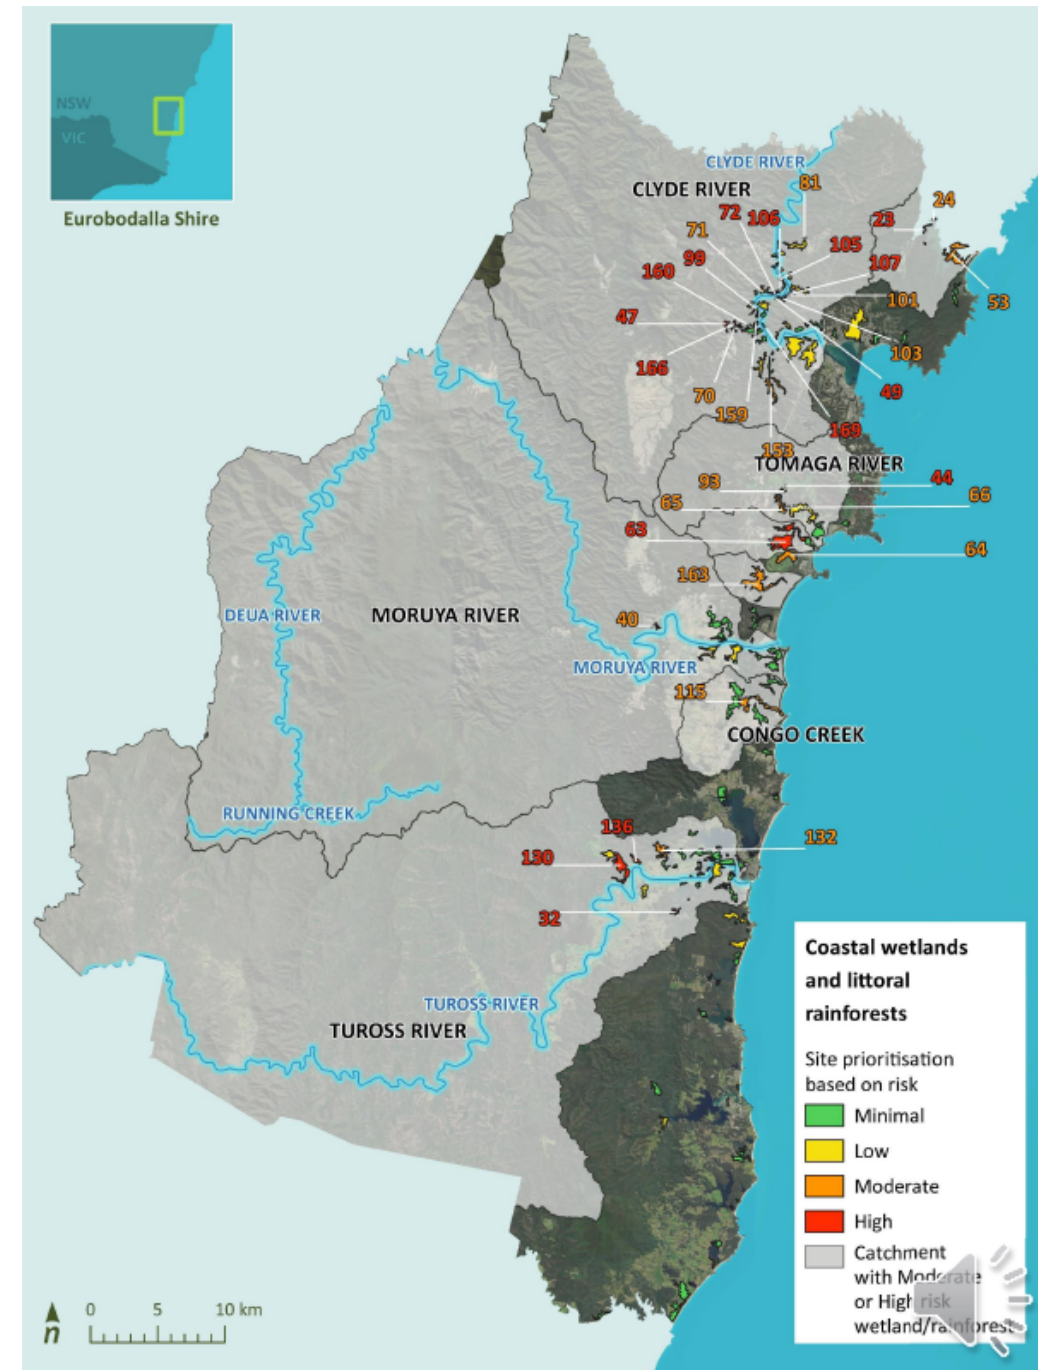 NSW
VIC
Eurobodalla Shire
CLYDE RIVER
CLYDE RIVER
81
24
72
106
23
71
105
99
107
160
101
53
47
103
166
49
70
159
169
153
TOMAGA RIVER
93
44
65
66
63
64
163
DEUA RIVER
MORUYA RIVER
40
MORUYA RIVER
115
CONGO CREEK
RUNNING CREEK
136
132
130
32
TUROSS RIVER
TUROSS RIVER
Coastal wetlands
and littoral
rainforests
Site prioritisation
based on risk
Minimal
Low
Moderate
High
Catchment
with Moderate
or High risk
wetland/rainforest
0 5 10 km
n